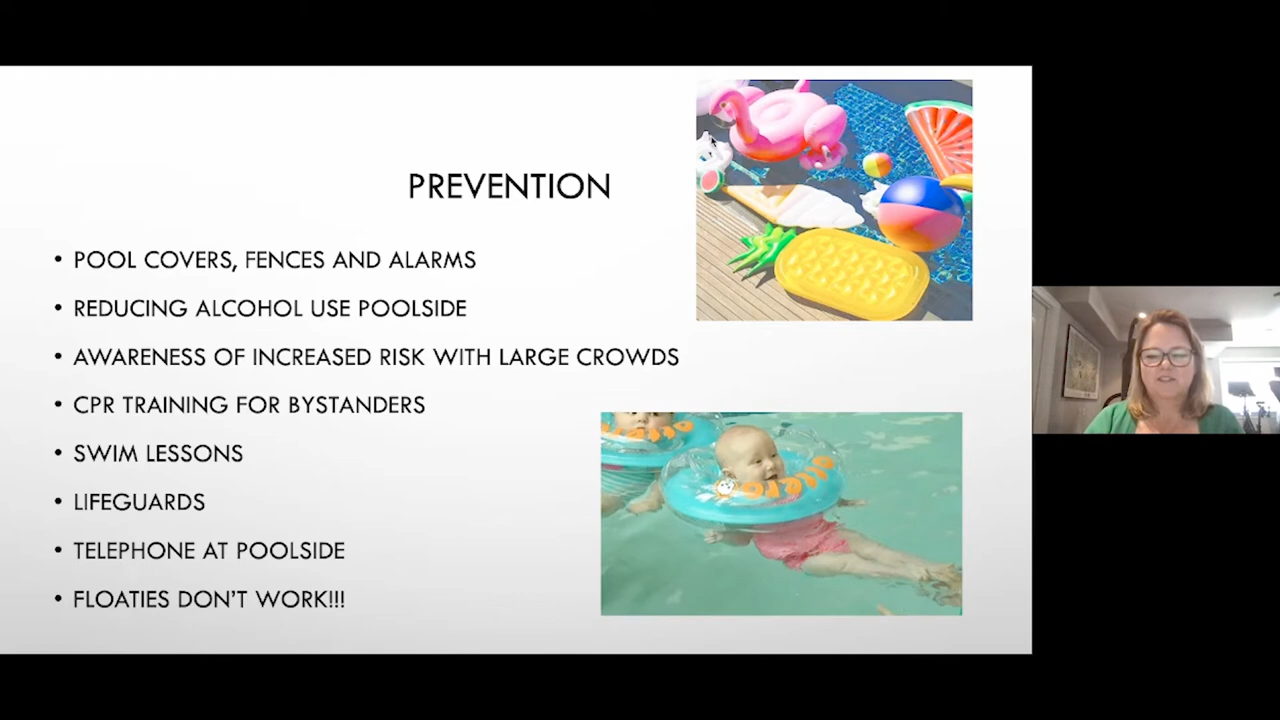 PREVENTION
• POOL COVERS, FENCES AND ALARMS
• REDUCING ALCOHOL USE POOLSIDE
• AWARENESS OF INCREASED RISK WITH LARGE CROWDS
• CPR TRAINING FOR BYSTANDERS
• SWIM LESSONS
• LIFEGUARDS
• TELEPHONE AT POOLSIDE
• FLOATIES DON'T WORK!!!